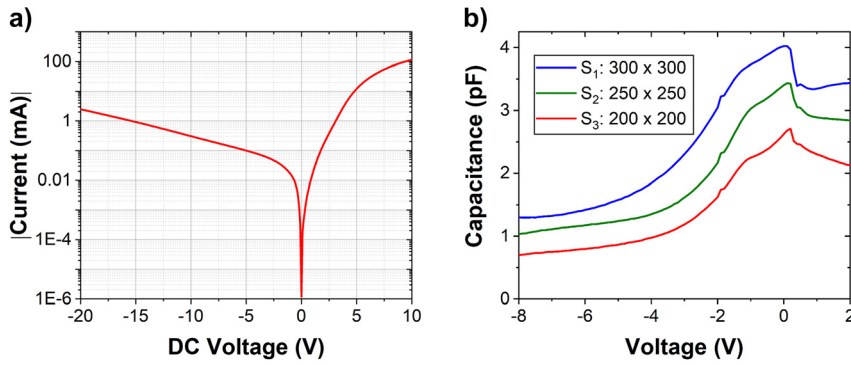 a)
|Current (mA)|
100
1
0.01
1E-4
1E-6
-20
-15
-10
-5
0
5
10
DC Voltage (V)
b)
Capacitance (pF)
4
3
2
1
0
S1: 300 x 300
S2: 250 x 250
S3: 200 x 200
-8
-6
-4
-2
0
2
Voltage (V)